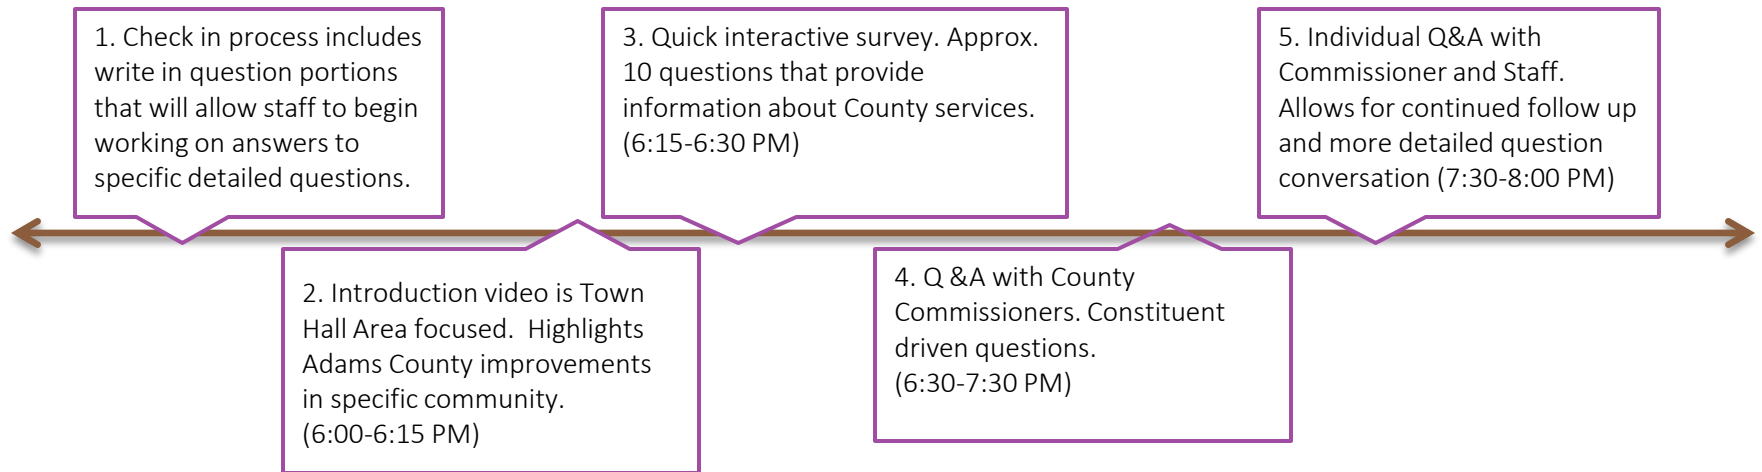 1. Check in process includes
write in question portions
that will allow staff to begin
working on answers to
specific detailed questions.
2. Introduction video is Town
Hall Area focused.  Highlights
Adams County improvements
in specific community.
(6:00-6:15 PM)
3. Quick interactive survey. Approx.
10 questions that provide
information about County services.
(6:15-6:30 PM)
4. Q &A with County
Commissioners. Constituent
driven questions.
(6:30-7:30 PM)
5. Individual Q&A with
Commissioner and Staff.
Allows for continued follow up
and more detailed question
conversation (7:30-8:00 PM)